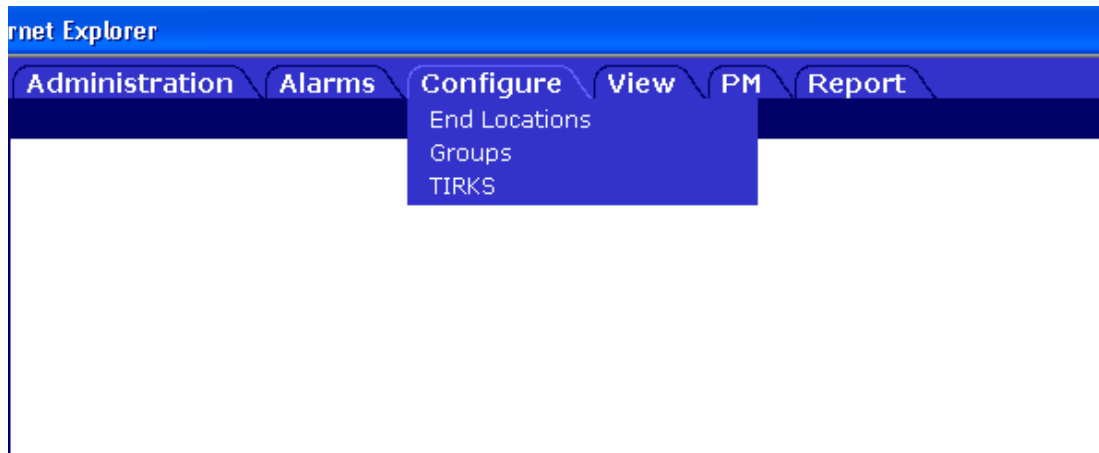 rnet Explorer
Administration Alarms Configure View PM Report
End Locations
Groups
TIRKS